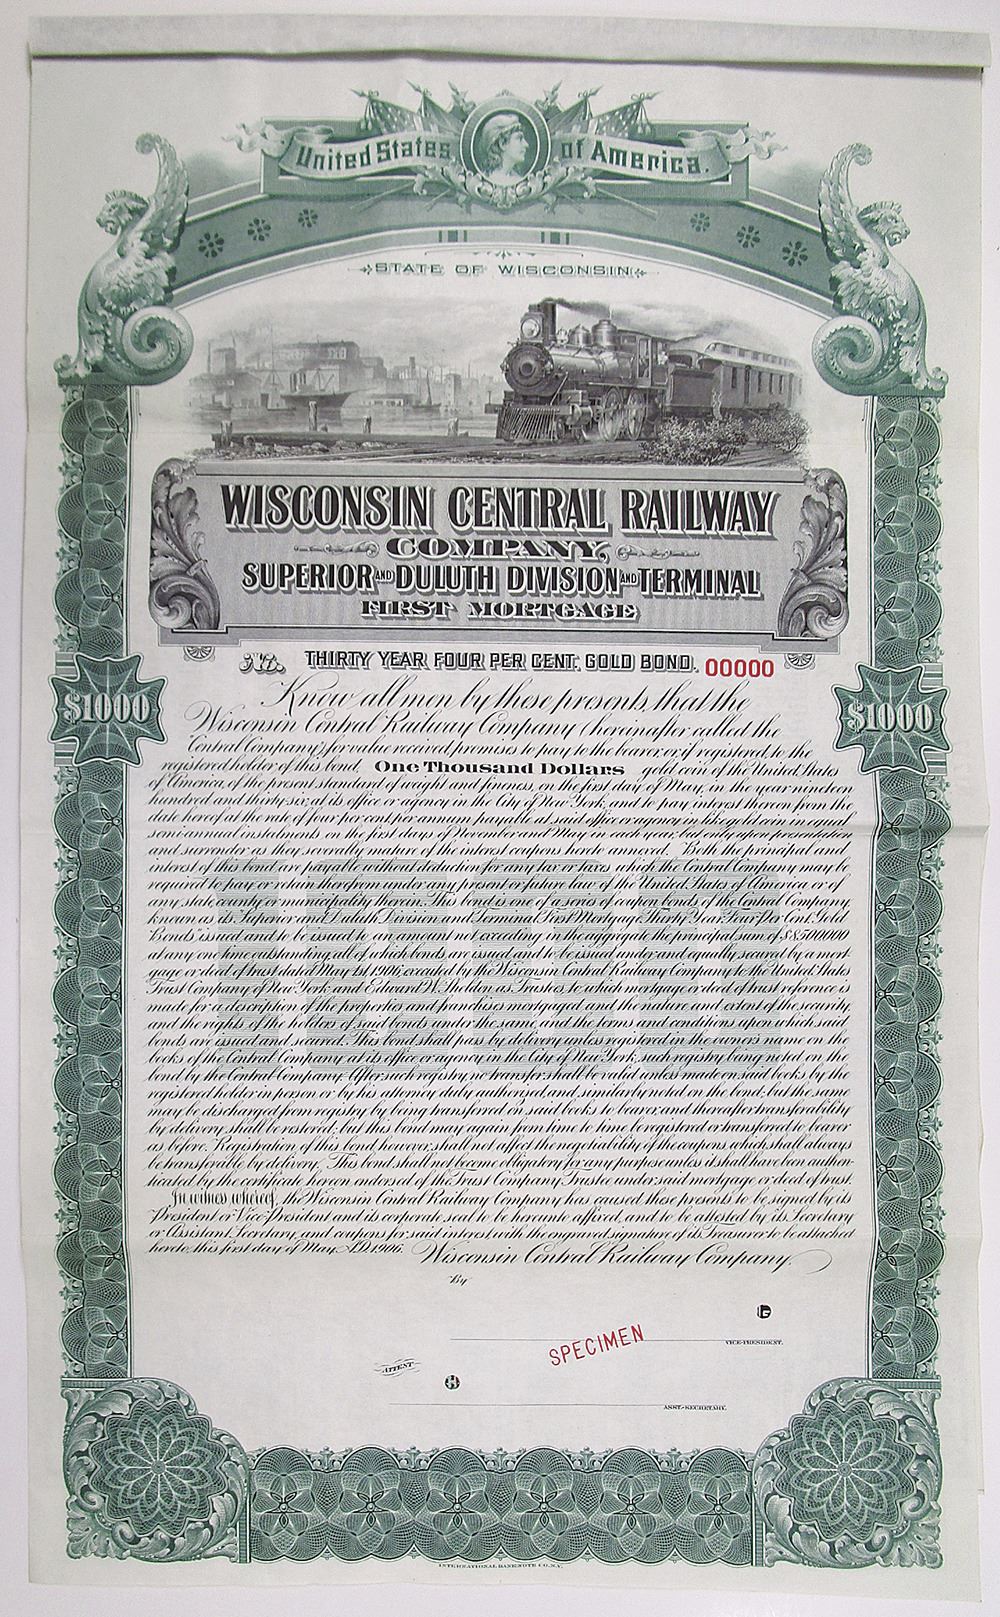 United States of America.
STATE OF WISCONSIN
WISCONSIN CENTRAL RAILWAY
COMPANY,
SUPERIOR AND DULUTH DIVISION AND TERMINAL
FIRST MORTGAGE
No. THIRTY YEAR FOUR PER CENT. GOLD BOND. 00000
$1000
$1000
Know all men by these presents, that the
Wisconsin Central Railway Company (hereinafter called the
Central Company) for value received promises to pay to the bearer or if registered, to the
registered holder of this bond, One Thousand Dollars gold coin of the United States
of America, of the present standard of weight and fineness, on the first day of May, in the year nineteen
hundred and thirty-six, at its office or agency in the City of New York, and to pay interest thereon from the
date hereof at the rate of four per cent. per annum, payable at said office or agency in like gold coin in equal
semi-annual instalments on the first days of November and May in each year, but only upon presentation
and surrender as they severally mature of the interest coupons hereto annexed. Both the principal and
interest of this bond are payable without deduction for any tax or taxes which the Central Company may be
required to pay or retain therefrom under any present or future law of the United States of America or of
any state, county or municipality therein. This bond is one of a series of coupon bonds of the Central Company,
known as its Superior and Duluth Division and Terminal First Mortgage Thirty Year Four Per Cent. Gold
Bonds" issued and to be issued to an amount not exceeding in the aggregate the principal sum of $8,500,000
at any one time outstanding, all of which bonds are issued and to be issued under and equally secured by a mort-
gage or deed of trust dated May 1st 1906 executed by the Wisconsin Central Railway Company to the United States
Trust Company of New York and Edward W. Sheldon as Trustees to which mortgage or deed of trust reference is
made for a description of the properties and franchises mortgaged and the nature and extent of the security,
and the rights of the holders of said bonds under the same, and the terms and conditions upon which said
bonds are issued and secured. This bond shall pass by delivery unless registered in the owner's name on the
books of the Central Company at its office or agency in the City of New York, such registry being noted on the
bond by the Central Company. After such registry, no transfer shall be valid unless made on said books by the
registered holder in person or by his attorney duly authorized, and similarly noted on the bond; but the same
may be discharged from registry by being transferred on said books to bearer, and thereafter transferability
by delivery shall be restored; but this bond may again from time to time be registered or transferred to bearer
as before. Registration of this bond, however, shall not affect the negotiability of the coupons which shall always
be transferable by delivery. This bond shall not become obligatory for any purpose unless it shall have been authen-
ticated by the certificate hereon endorsed of the Trust Company Trustee under said mortgage or deed of trust.
In witness whereof, the Wisconsin Central Railway Company has caused these presents to be signed by its
President or Vice-President and its corporate seal to be hereunto affixed, and to be attested by its Secretary
or Assistant Secretary, and coupons for said interest, with the engraved signature of its Treasurer to be attached
hereto, this first day of May, A.D. 1906. Wisconsin Central Railway Company.
By
G
SPECIMEN
VICE-PRESIDENT.
ATTEST
H
ASST.-SECRETARY.
INTERNATIONAL BANK NOTE CO. N.Y.